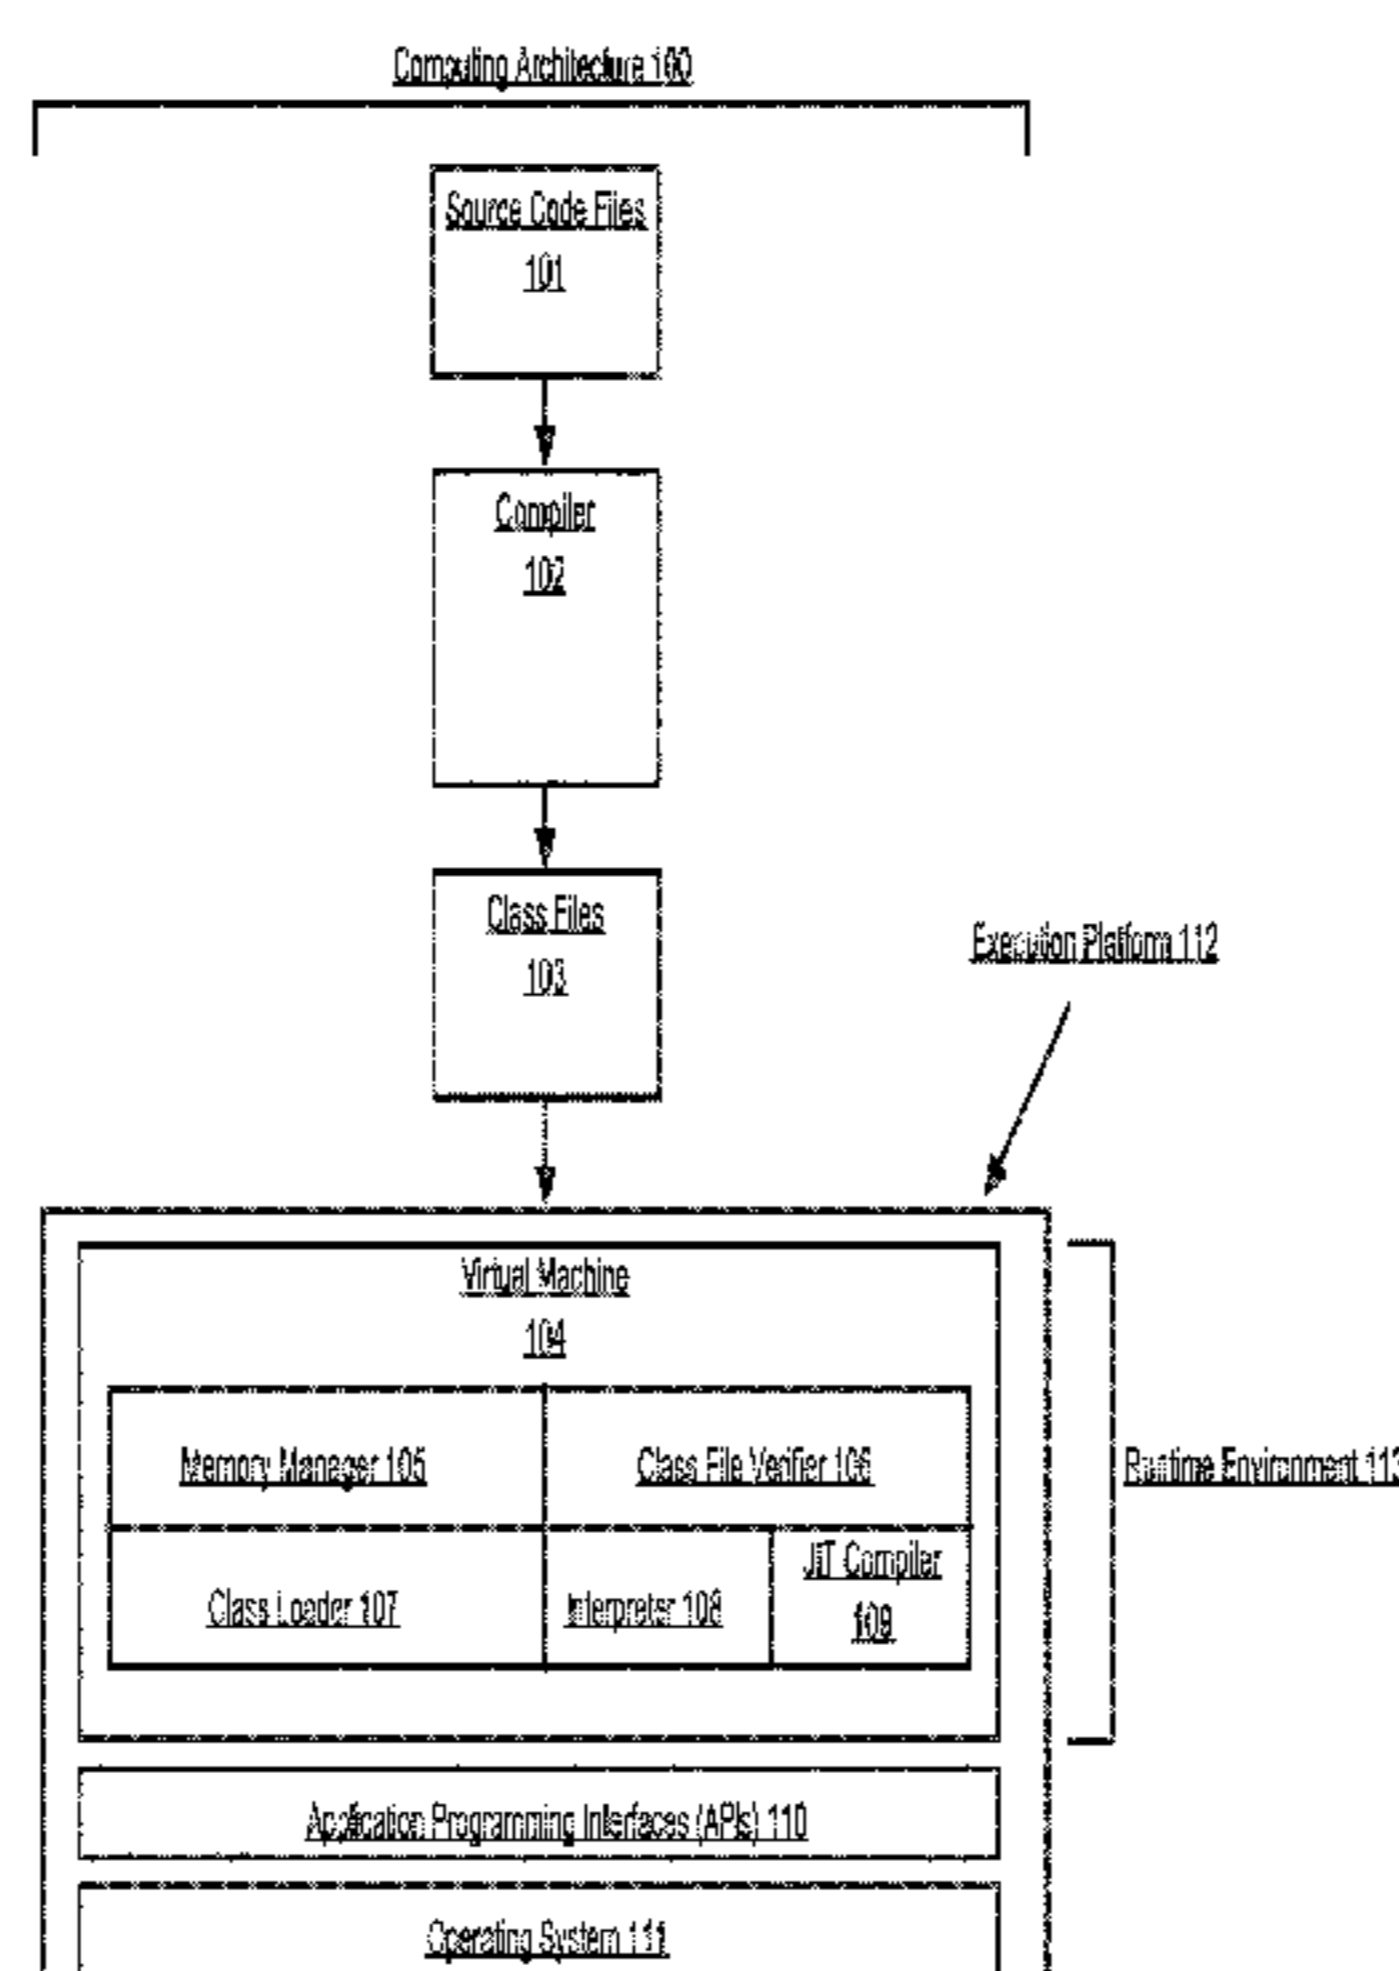 Computing Architecture 100
Source Code Files
101
Compiler
102
Class Files
103
Execution Platform 112
Virtual Machine
104
Memory Manager 105
Class File Verifier 106
Runtime Environment 113
Class Loader 107
Interpreter 108
JIT Compiler
109
Application Programming Interfaces (APIs) 110
Operating System 111